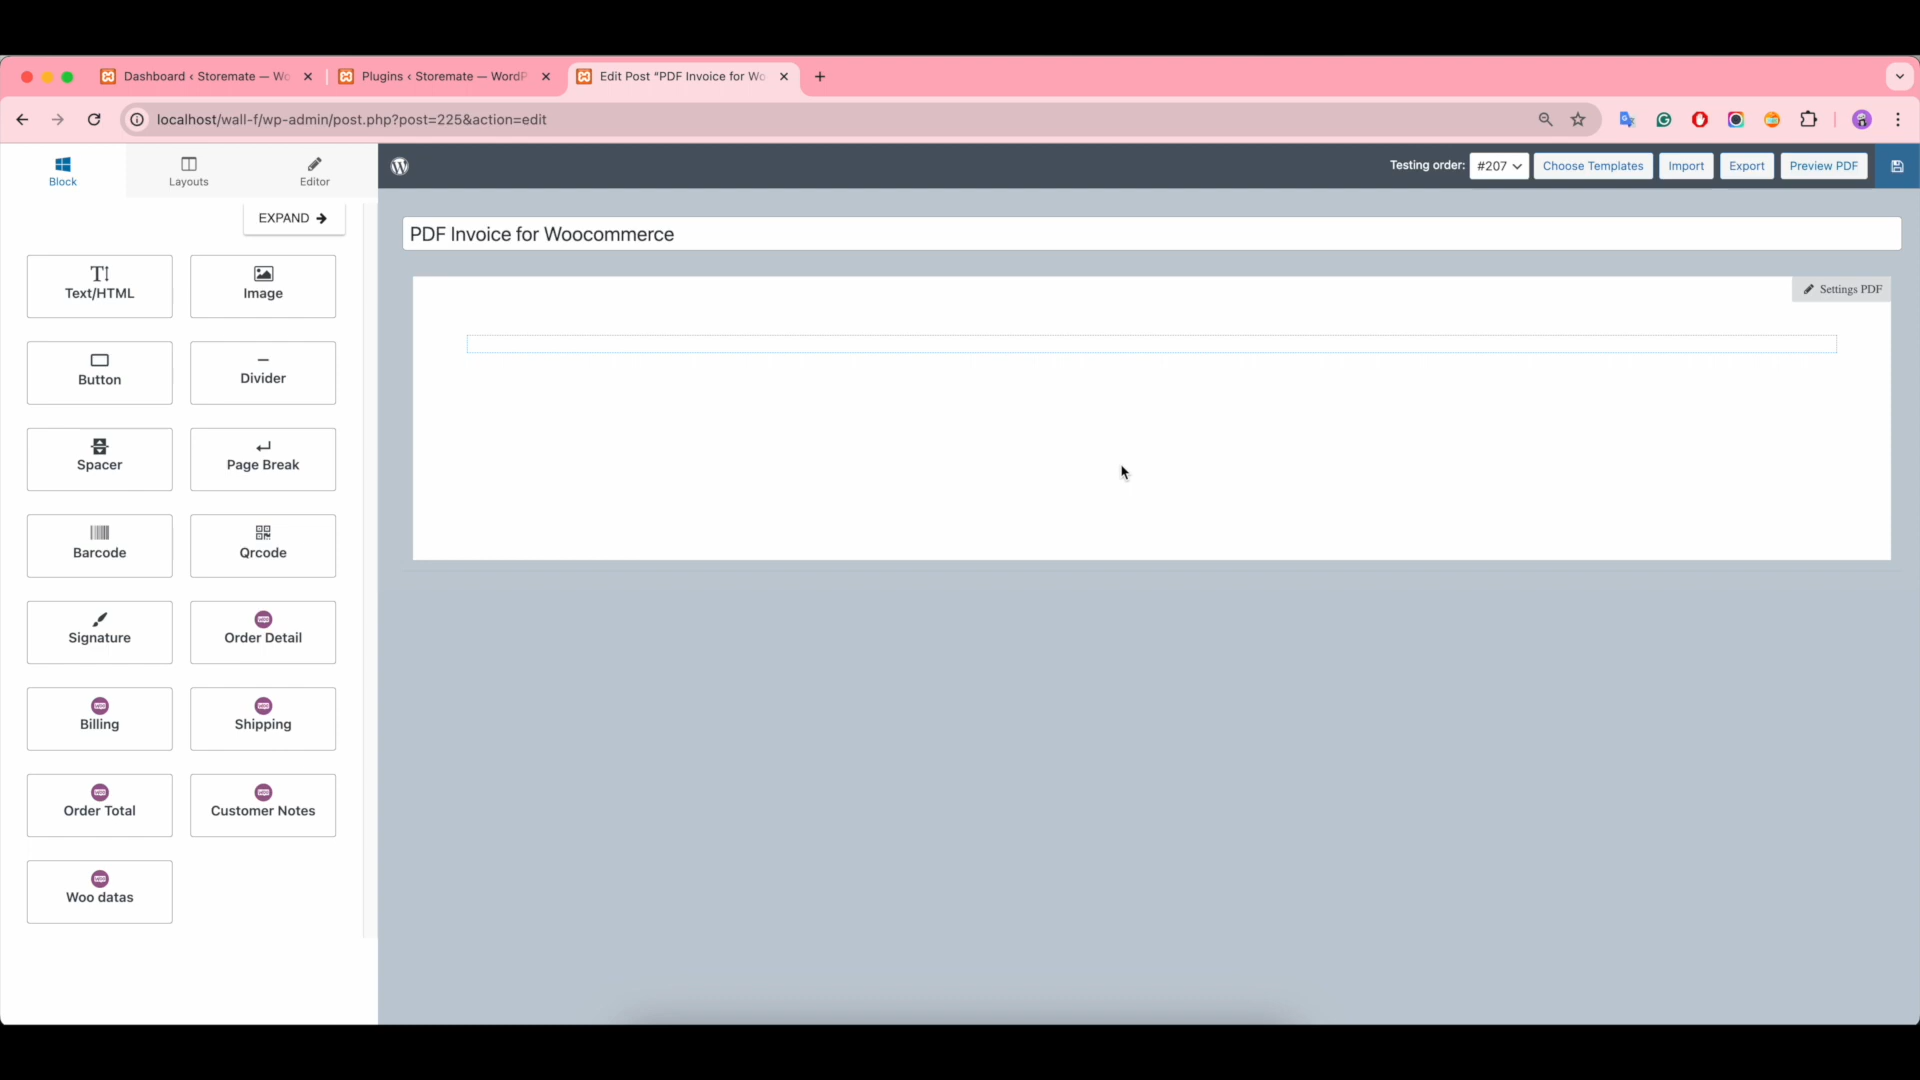 Dashboard ‹ Storemate — Wo
Plugins ‹ Storemate — WordP
Edit Post “PDF Invoice for Wo
localhost/wall-f/wp-admin/post.php?post=225&action=edit
Block
Layouts
Editor
Testing order:
#207
Choose Templates
Import
Export
Preview PDF
EXPAND
PDF Invoice for Woocommerce
Settings PDF
Text/HTML
Image
Button
Divider
Spacer
Page Break
Barcode
Qrcode
Signature
Order Detail
Billing
Shipping
Order Total
Customer Notes
Woo datas